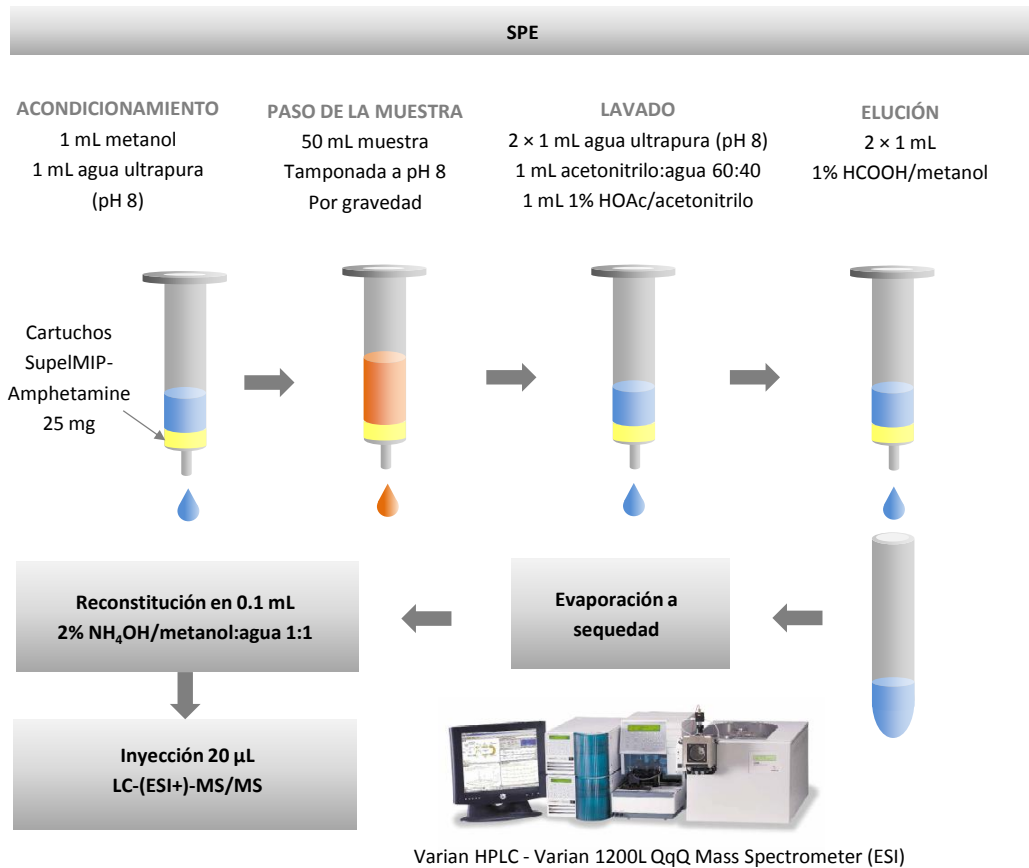 SPE
ACONDICIONAMIENTO
1 mL metanol
1 mL agua ultrapura
(pH 8)
PASO DE LA MUESTRA
50 mL muestra
Tamponada a pH 8
Por gravedad
LAVADO
2 × 1 mL agua ultrapura (pH 8)
1 mL acetonitrilo:agua 60:40
1 mL 1% HOAc/acetonitrilo
ELUCIÓN
2 × 1 mL
1% HCOOH/metanol
Cartuchos
SupelMIP-
Amphetamine
25 mg
Evaporación a
sequedad
Reconstitución en 0.1 mL
2% NH₄OH/metanol:agua 1:1
Inyección 20 µL
LC-(ESI+)-MS/MS
Varian HPLC - Varian 1200L QqQ Mass Spectrometer (ESI)